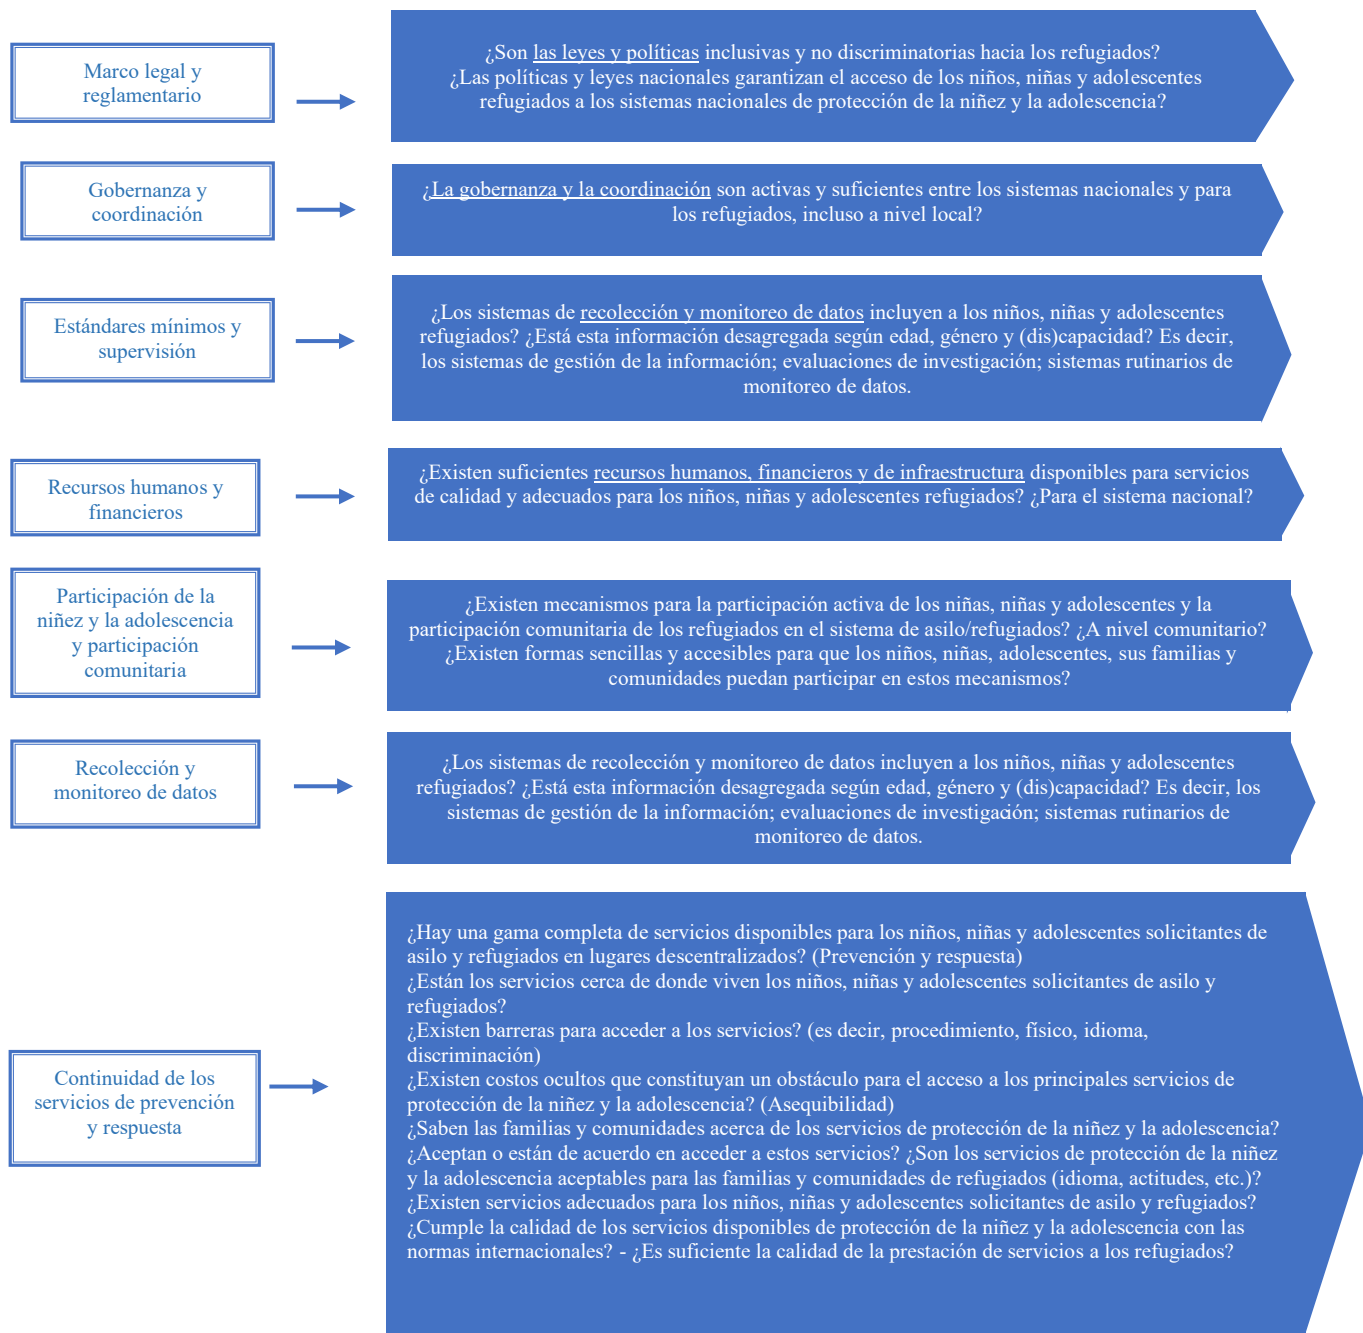 Marco legal y
reglamentario
¿Son las leyes y políticas inclusivas y no discriminatorias hacia los refugiados?
¿Las políticas y leyes nacionales garantizan el acceso de los niños, niñas y adolescentes
refugiados a los sistemas nacionales de protección de la niñez y la adolescencia?
Gobernanza y
coordinación
¿La gobernanza y la coordinación son activas y suficientes entre los sistemas nacionales y para
los refugiados, incluso a nivel local?
Estándares mínimos y
supervisión
¿Los sistemas de recolección y monitoreo de datos incluyen a los niños, niñas y adolescentes
refugiados? ¿Está esta información desagregada según edad, género y (dis)capacidad? Es decir,
los sistemas de gestión de la información; evaluaciones de investigación; sistemas rutinarios de
monitoreo de datos.
Recursos humanos y
financieros
¿Existen suficientes recursos humanos, financieros y de infraestructura disponibles para servicios
de calidad y adecuados para los niños, niñas y adolescentes refugiados? ¿Para el sistema nacional?
Participación de la
niñez y la adolescencia
y participación
comunitaria
¿Existen mecanismos para la participación activa de los niñas, niñas y adolescentes y la
participación comunitaria de los refugiados en el sistema de asilo/refugiados? ¿A nivel comunitario?
¿Existen formas sencillas y accesibles para que los niños, niñas, adolescentes, sus familias y
comunidades puedan participar en estos mecanismos?
Recolección y
monitoreo de datos
¿Los sistemas de recolección y monitoreo de datos incluyen a los niños, niñas y adolescentes
refugiados? ¿Está esta información desagregada según edad, género y (dis)capacidad? Es decir, los
sistemas de gestión de la información; evaluaciones de investigación; sistemas rutinarios de
monitoreo de datos.
Continuidad de los
servicios de prevención
y respuesta
¿Hay una gama completa de servicios disponibles para los niños, niñas y adolescentes solicitantes de
asilo y refugiados en lugares descentralizados? (Prevención y respuesta)
¿Están los servicios cerca de donde viven los niños, niñas y adolescentes solicitantes de asilo y
refugiados?
¿Existen barreras para acceder a los servicios? (es decir, procedimiento, físico, idioma,
discriminación)
¿Existen costos ocultos que constituyan un obstáculo para el acceso a los principales servicios de
protección de la niñez y la adolescencia? (Asequibilidad)
¿Saben las familias y comunidades acerca de los servicios de protección de la niñez y la adolescencia?
¿Aceptan o están de acuerdo en acceder a estos servicios? ¿Son los servicios de protección de la niñez
y la adolescencia aceptables para las familias y comunidades de refugiados (idioma, actitudes, etc.)?
¿Existen servicios adecuados para los niños, niñas y adolescentes solicitantes de asilo y refugiados?
¿Cumple la calidad de los servicios disponibles de protección de la niñez y la adolescencia con las
normas internacionales? - ¿Es suficiente la calidad de la prestación de servicios a los refugiados?